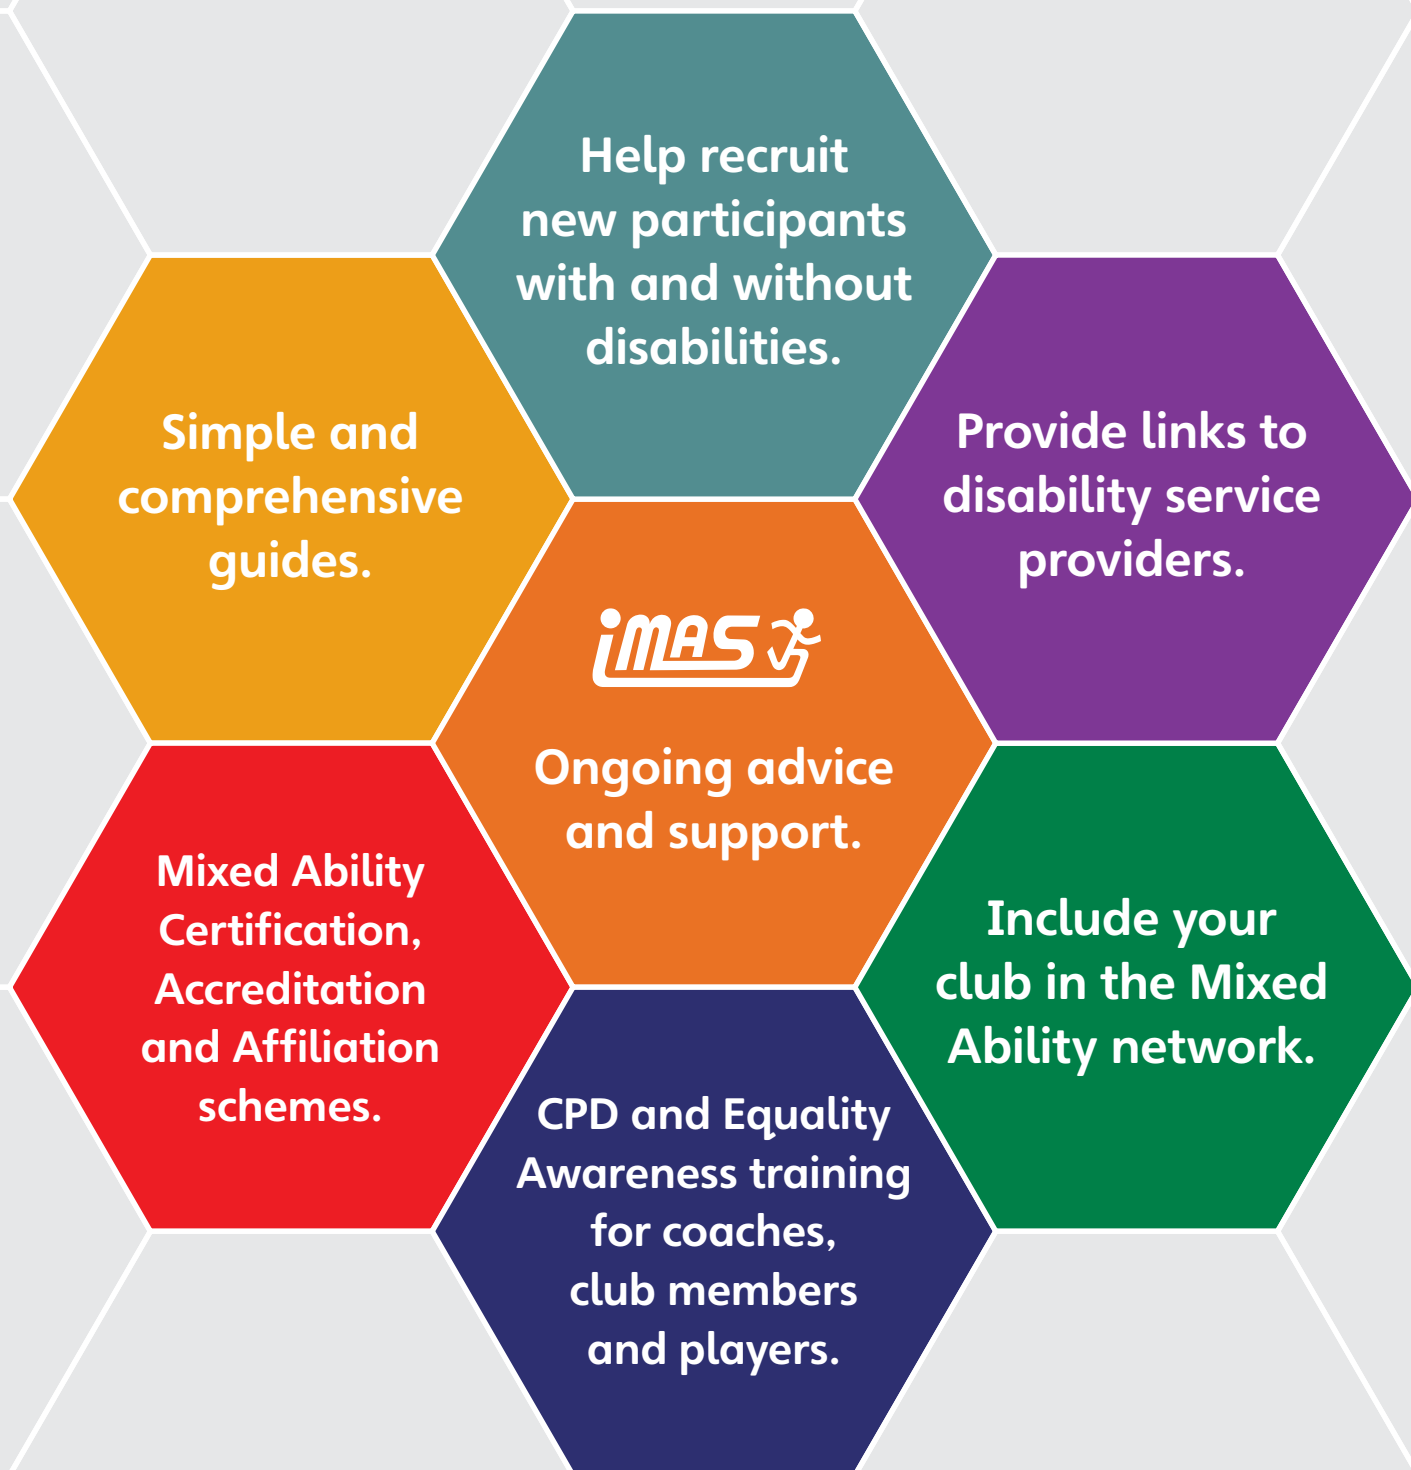 Help recruit
new participants
with and without
disabilities.
Simple and
comprehensive
guides.
Provide links to
disability service
providers.
iMAS
Ongoing advice
and support.
Mixed Ability
Certification,
Accreditation
and Affiliation
schemes.
Include your
club in the Mixed
Ability network.
CPD and Equality
Awareness training
for coaches,
club members
and players.